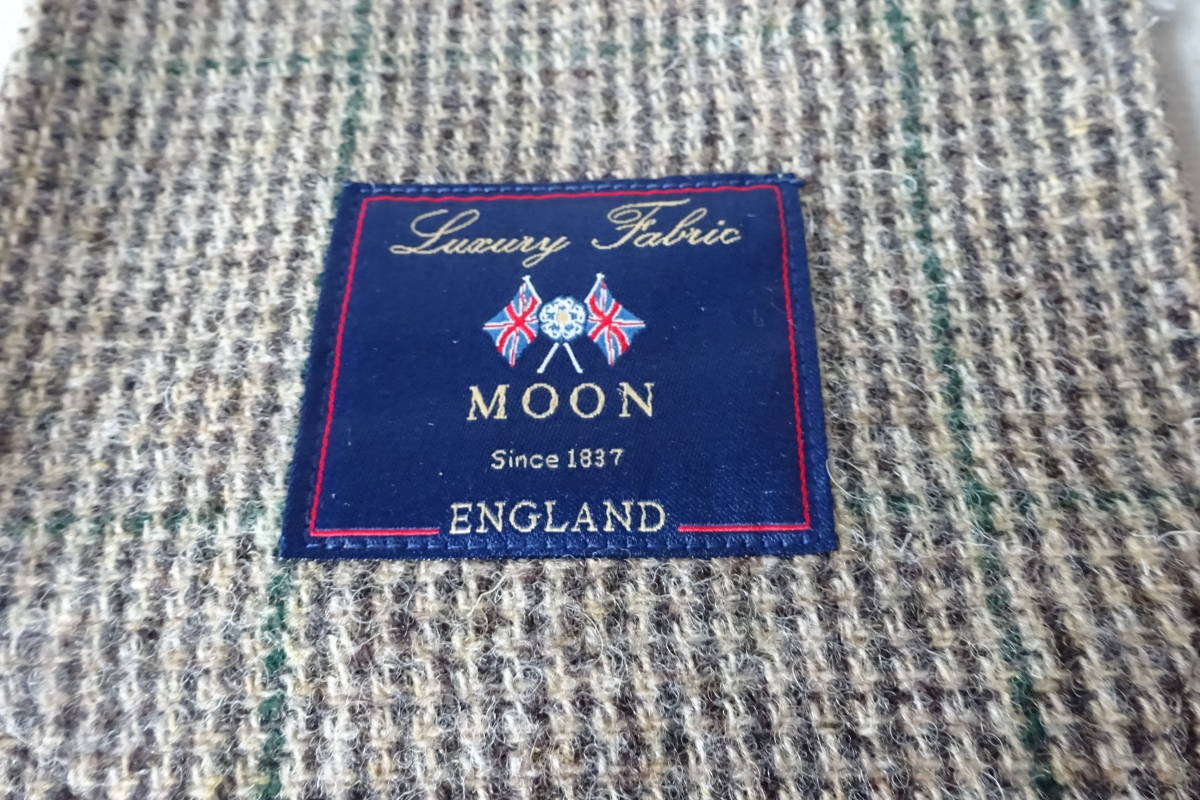 Luxury Fabric
MOON
Since 1837
ENGLAND